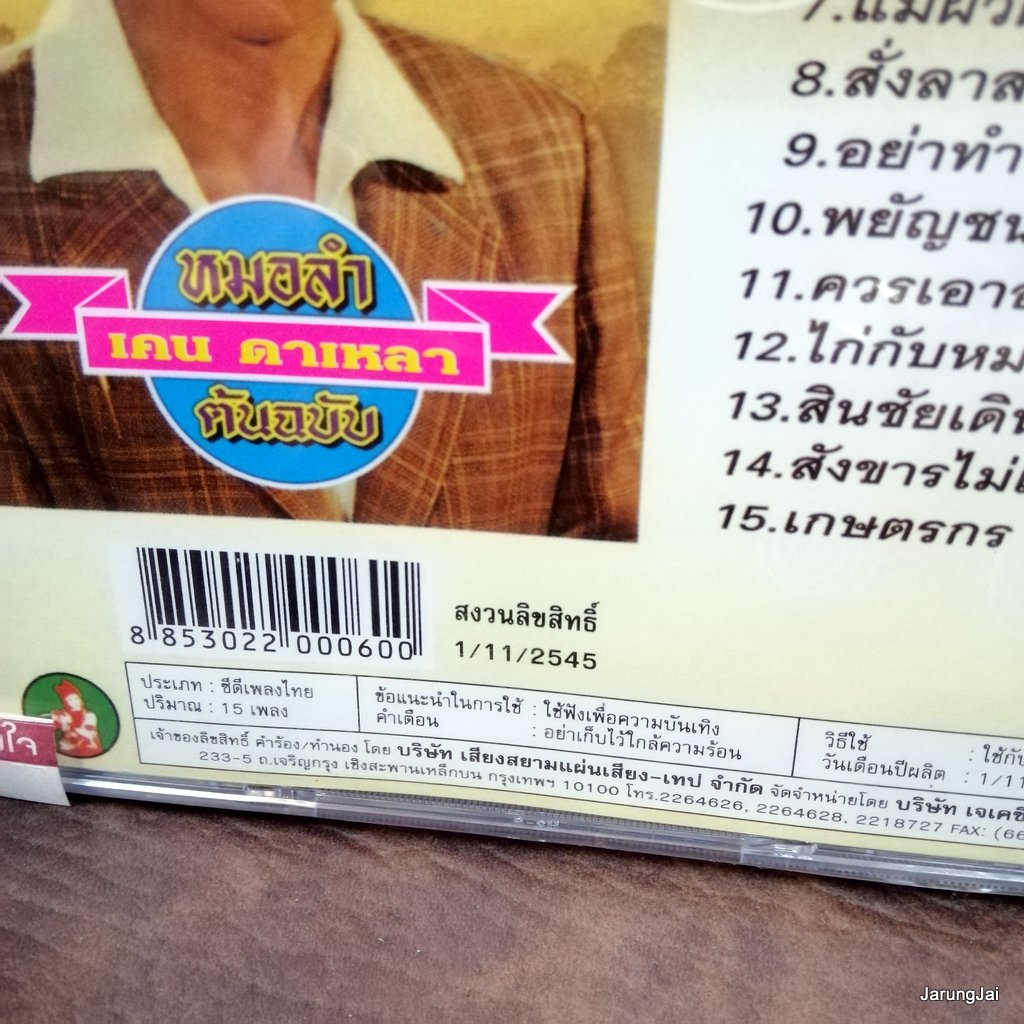 8.สั่งลาส
9.อย่าทำ
10.พยัญชน
11.ควรเอา
12.ไก่กับหม
13.สินชัยเดิ
14.สังขารไม่
15.เกษตรกร
หมอลำ
เคน ดาเหลา
ต้นฉบับ
8 853022 000600
สงวนลิขสิทธิ์
1/11/2545
ประเภท : ซีดีเพลงไทย
ปริมาณ : 15 เพลง
ข้อแนะนำในการใช้ : ใช้ฟังเพื่อความบันเทิง
คำเตือน : อย่าเก็บไว้ใกล้ความร้อน
วิธีใช้ : ใช้กับ
วันเดือนปีผลิต : 1/11
เจ้าของลิขสิทธิ์ คำร้อง/ทำนอง โดย บริษัท เสียงสยามแผ่นเสียง-เทป จำกัด จัดจำหน่ายโดย บริษัท เจเคซี
233-5 ถ.เจริญกรุง เชิงสะพานเหล็กบน กรุงเทพฯ 10100 โทร.2264626, 2264628, 2218727 FAX: (66
JarungJai